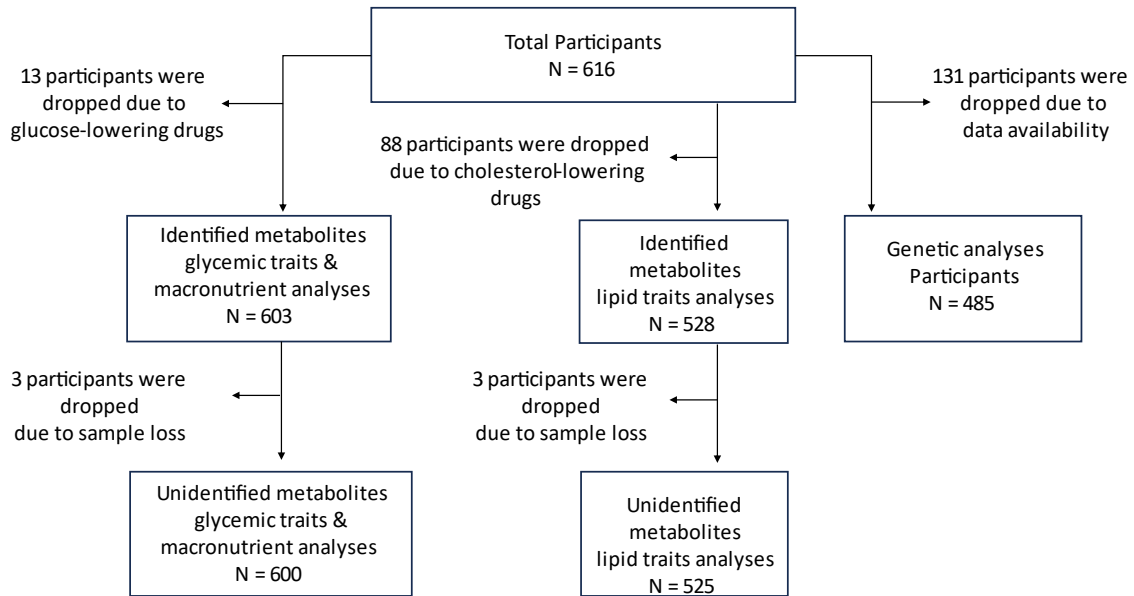 Total Participants
N = 616
13 participants were
dropped due to
glucose-lowering drugs
88 participants were dropped
due to cholesterol-lowering
drugs
131 participants were
dropped due to
data availability
Identified metabolites
glycemic traits &
macronutrient analyses
N = 603
Identified
metabolites
lipid traits analyses
N = 528
Genetic analyses
Participants
N = 485
3 participants were
dropped
due to sample loss
3 participants were
dropped
due to sample loss
Unidentified metabolites
glycemic traits &
macronutrient analyses
N = 600
Unidentified
metabolites
lipid traits analyses
N = 525